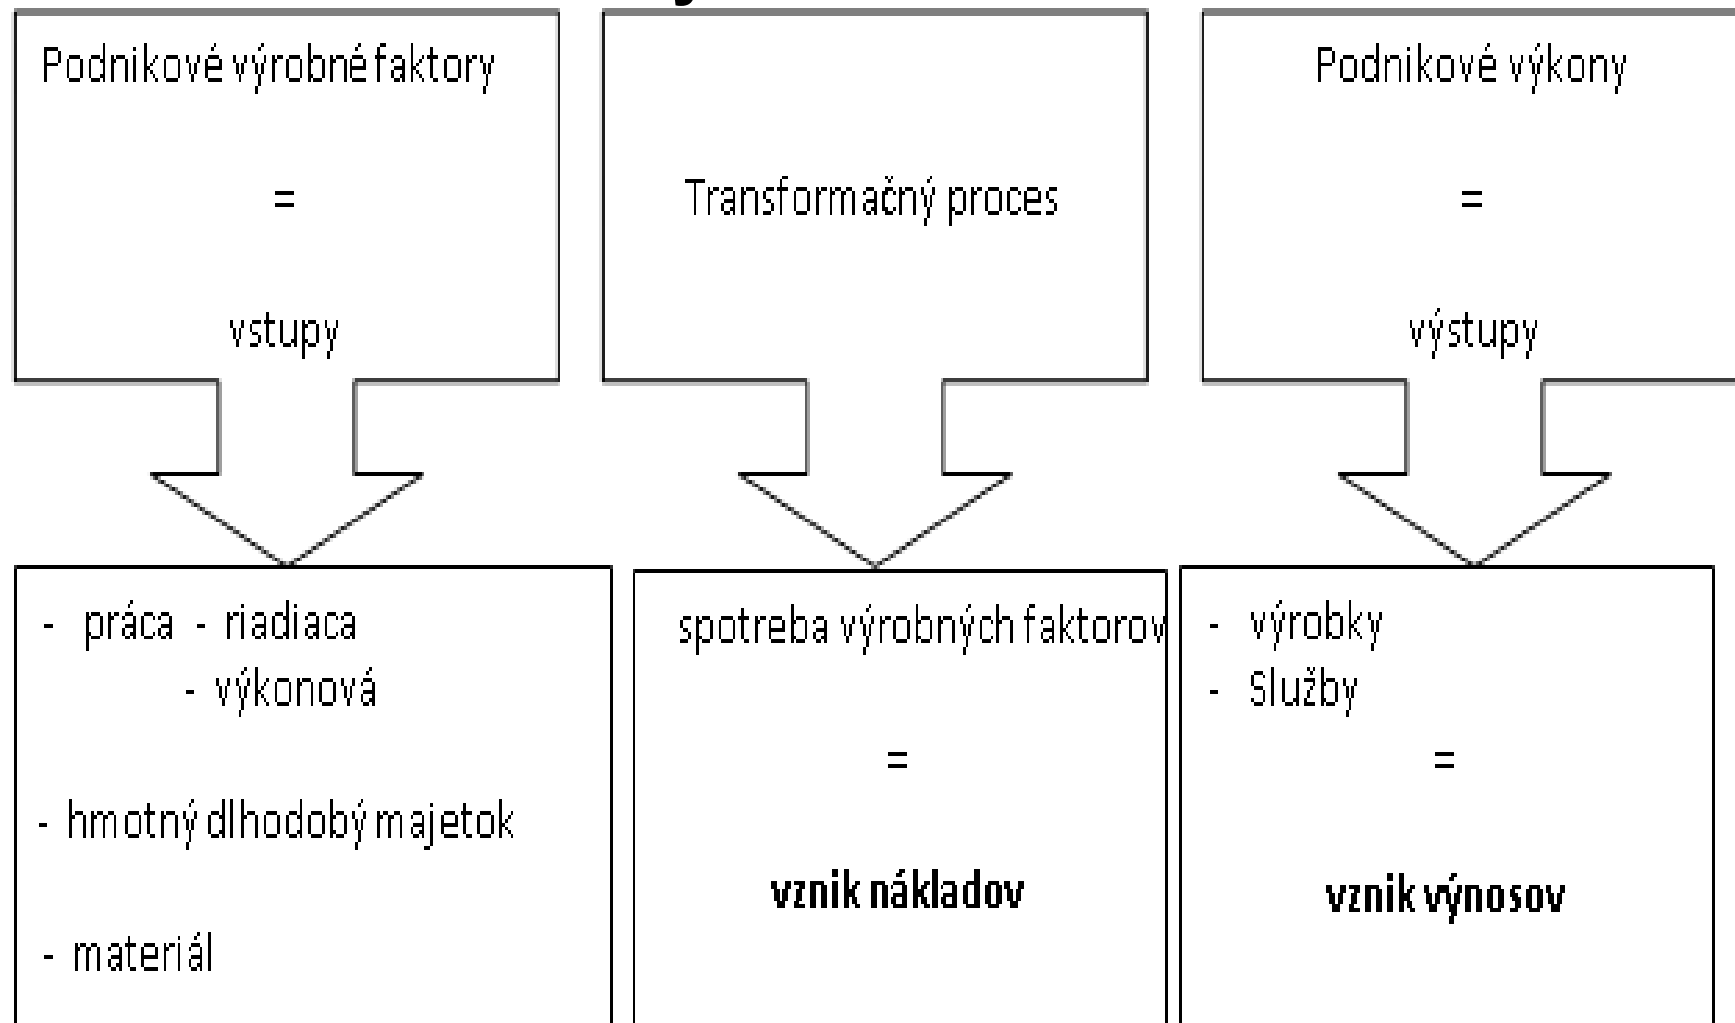 Podnikové výrobné faktory
=
vstupy
Transformačný proces
Podnikové výkony
=
výstupy
- práca - riadiaca
- výkonová
- hmotný dlhodobý majetok
- materiál
spotreba výrobných faktorov
=
vznik nákladov
- výrobky
- Služby
=
vznik výnosov